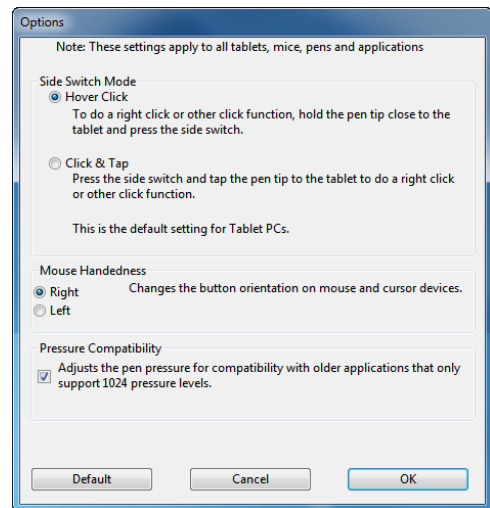 Options
Note: These settings apply to all tablets, mice, pens and applications
Side Switch Mode
Hover Click
To do a right click or other click function, hold the pen tip close to the
tablet and press the side switch.
Click & Tap
Press the side switch and tap the pen tip to the tablet to do a right click
or other click function.
This is the default setting for Tablet PCs.
Mouse Handedness
Right
Changes the button orientation on mouse and cursor devices.
Left
Pressure Compatibility
Adjusts the pen pressure for compatibility with older applications that only
support 1024 pressure levels.
Default
Cancel
OK